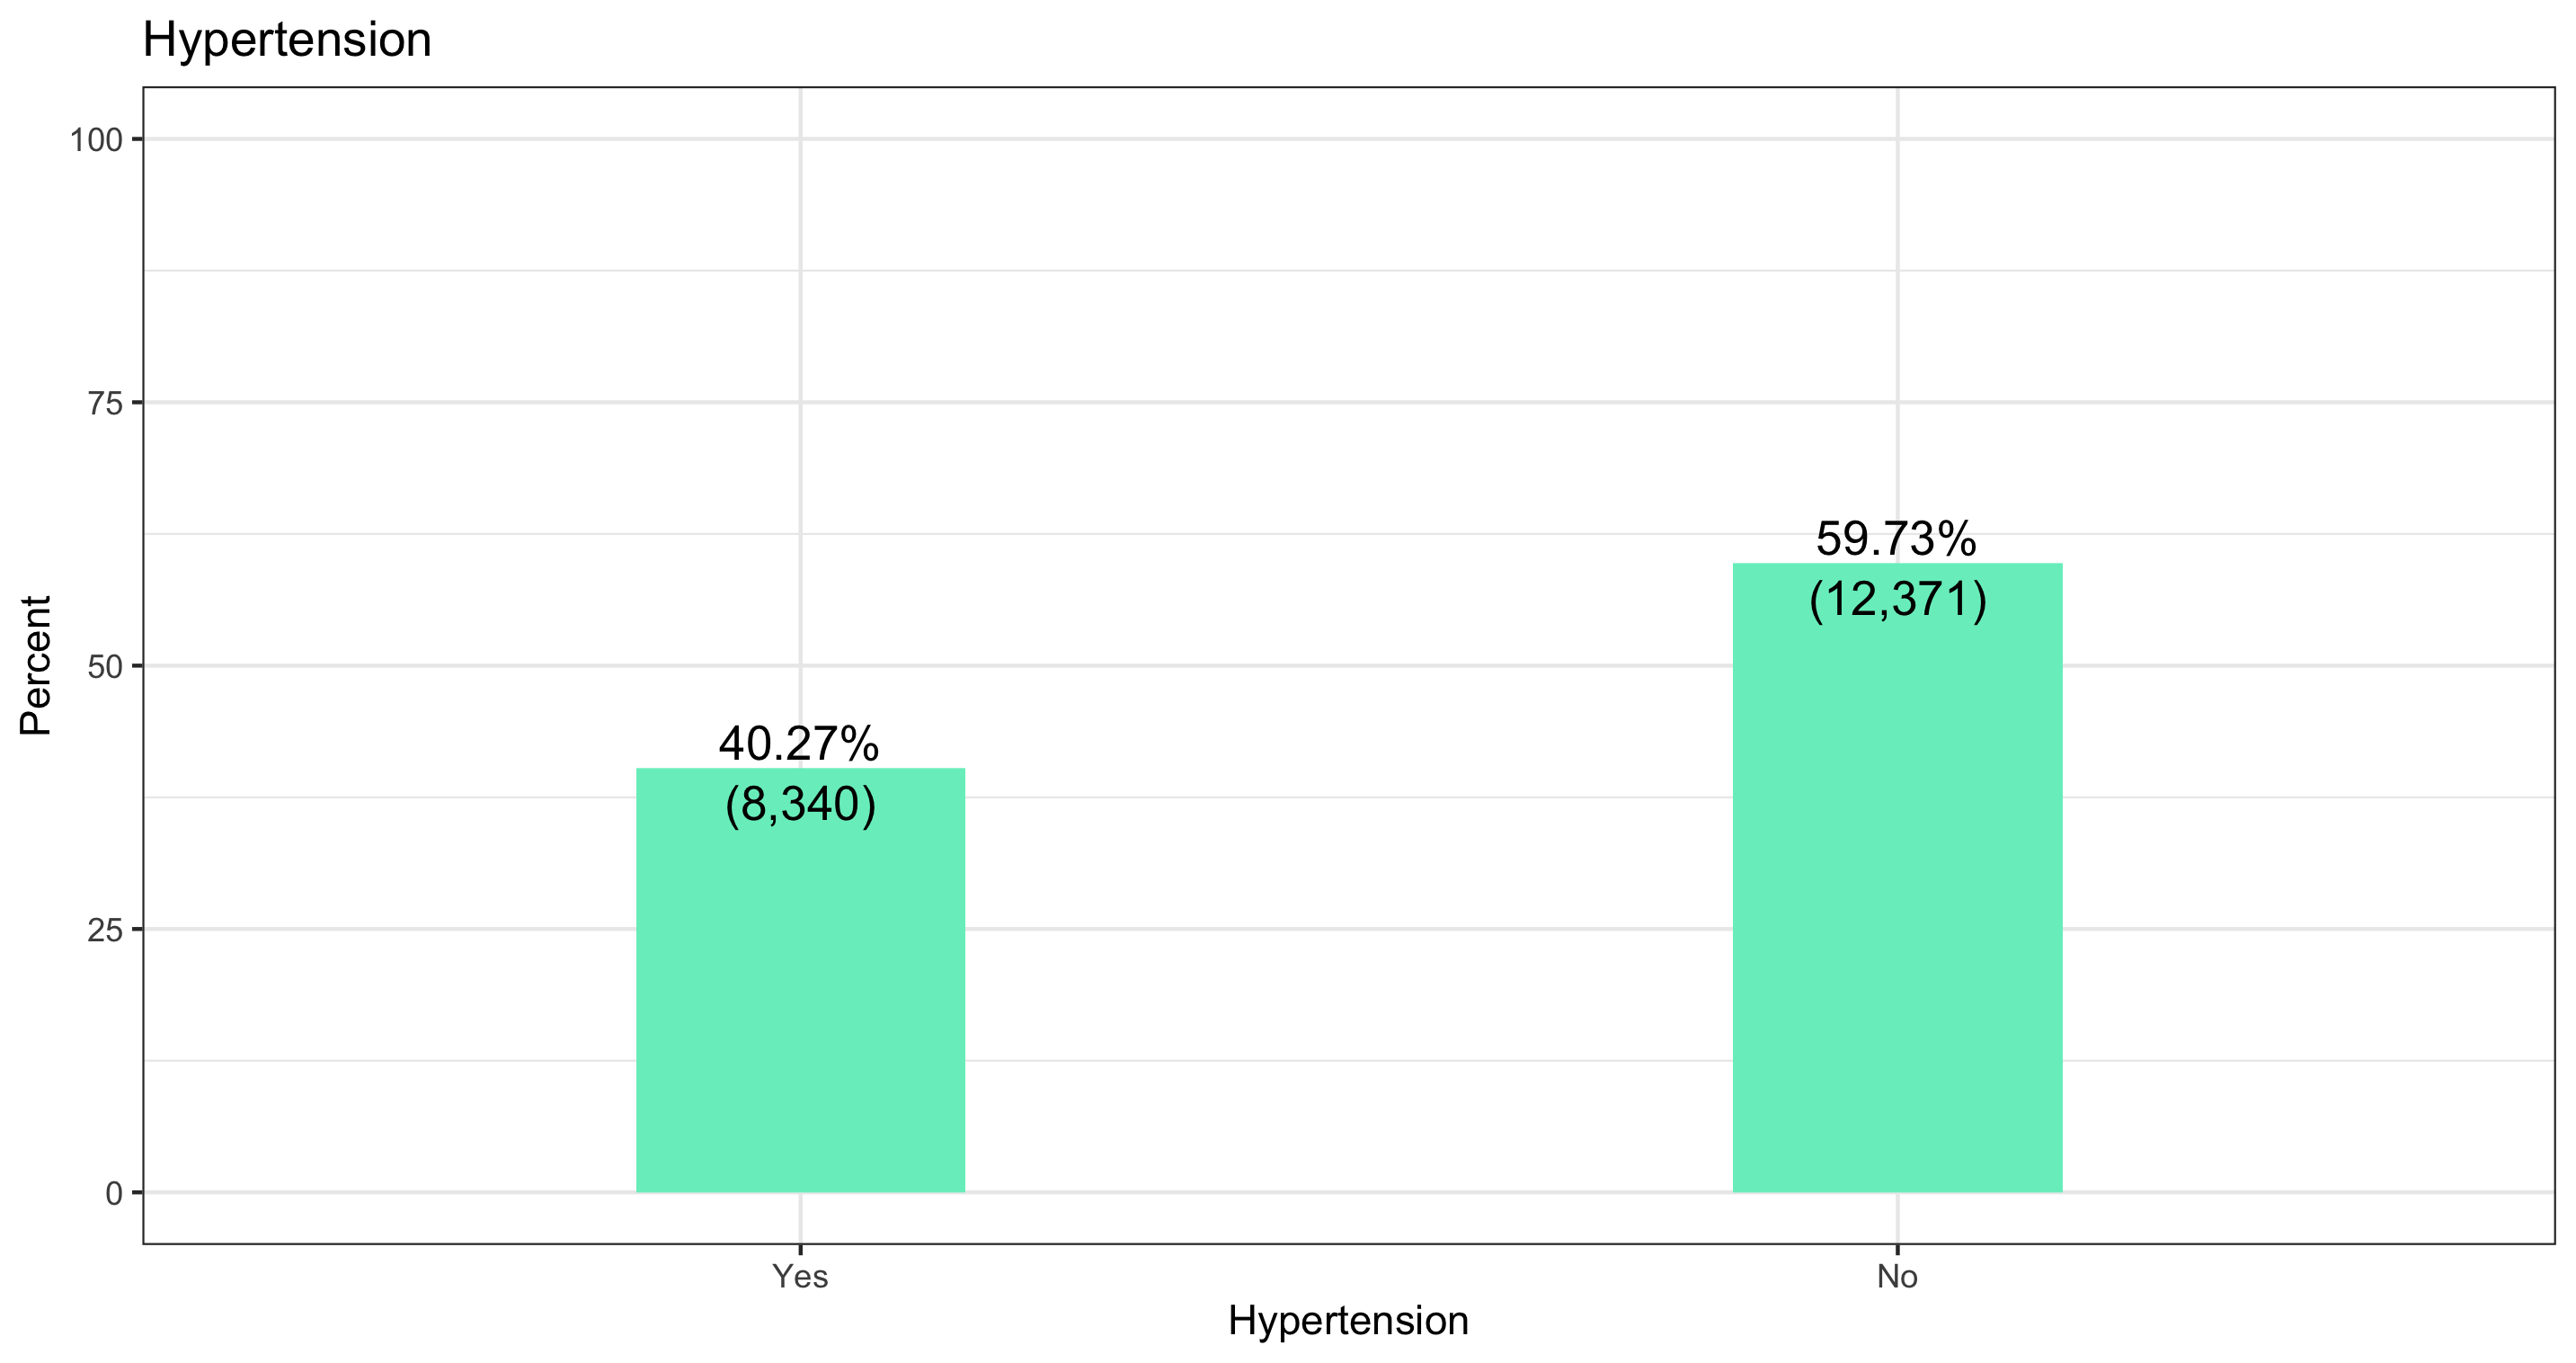 Hypertension
100
75
50
25
0
Percent
40.27%
(8,340)
59.73%
(12,371)
Yes
No
Hypertension